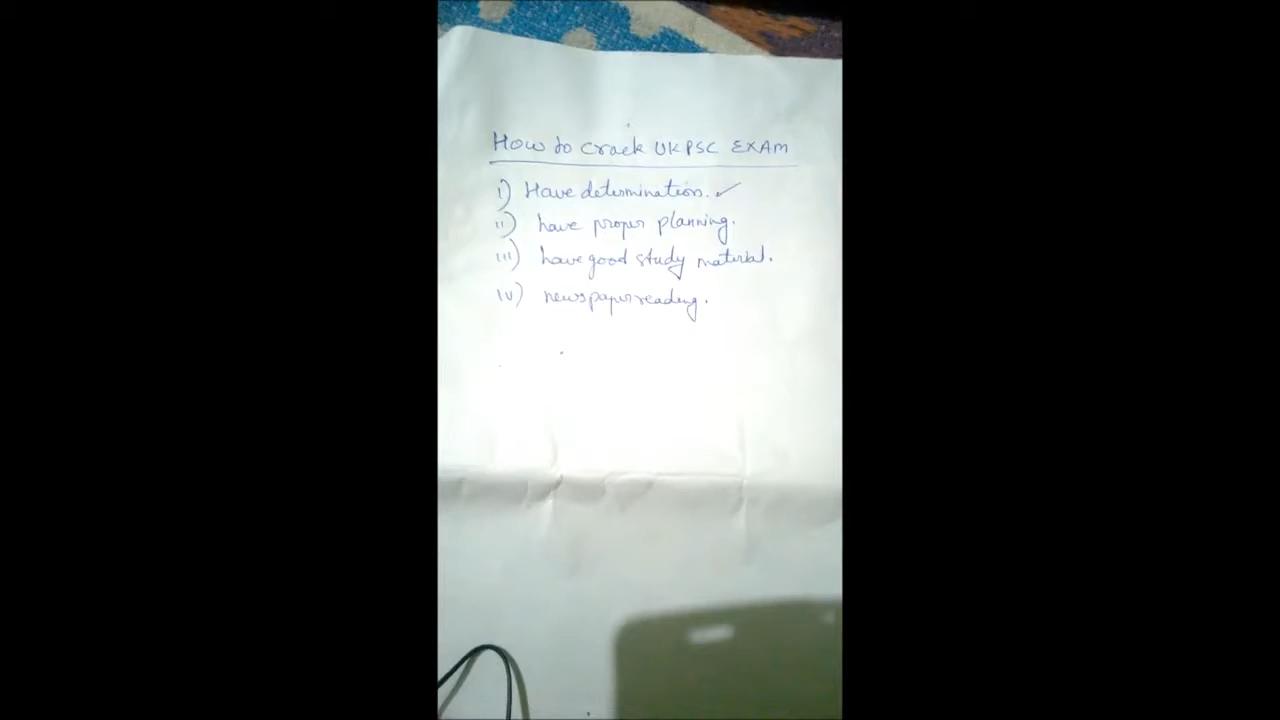 How to crack UKPSC EXAM
i) Have determination. ✓
ii) have proper planning.
iii) have good study material.
iv) newspaper reading.